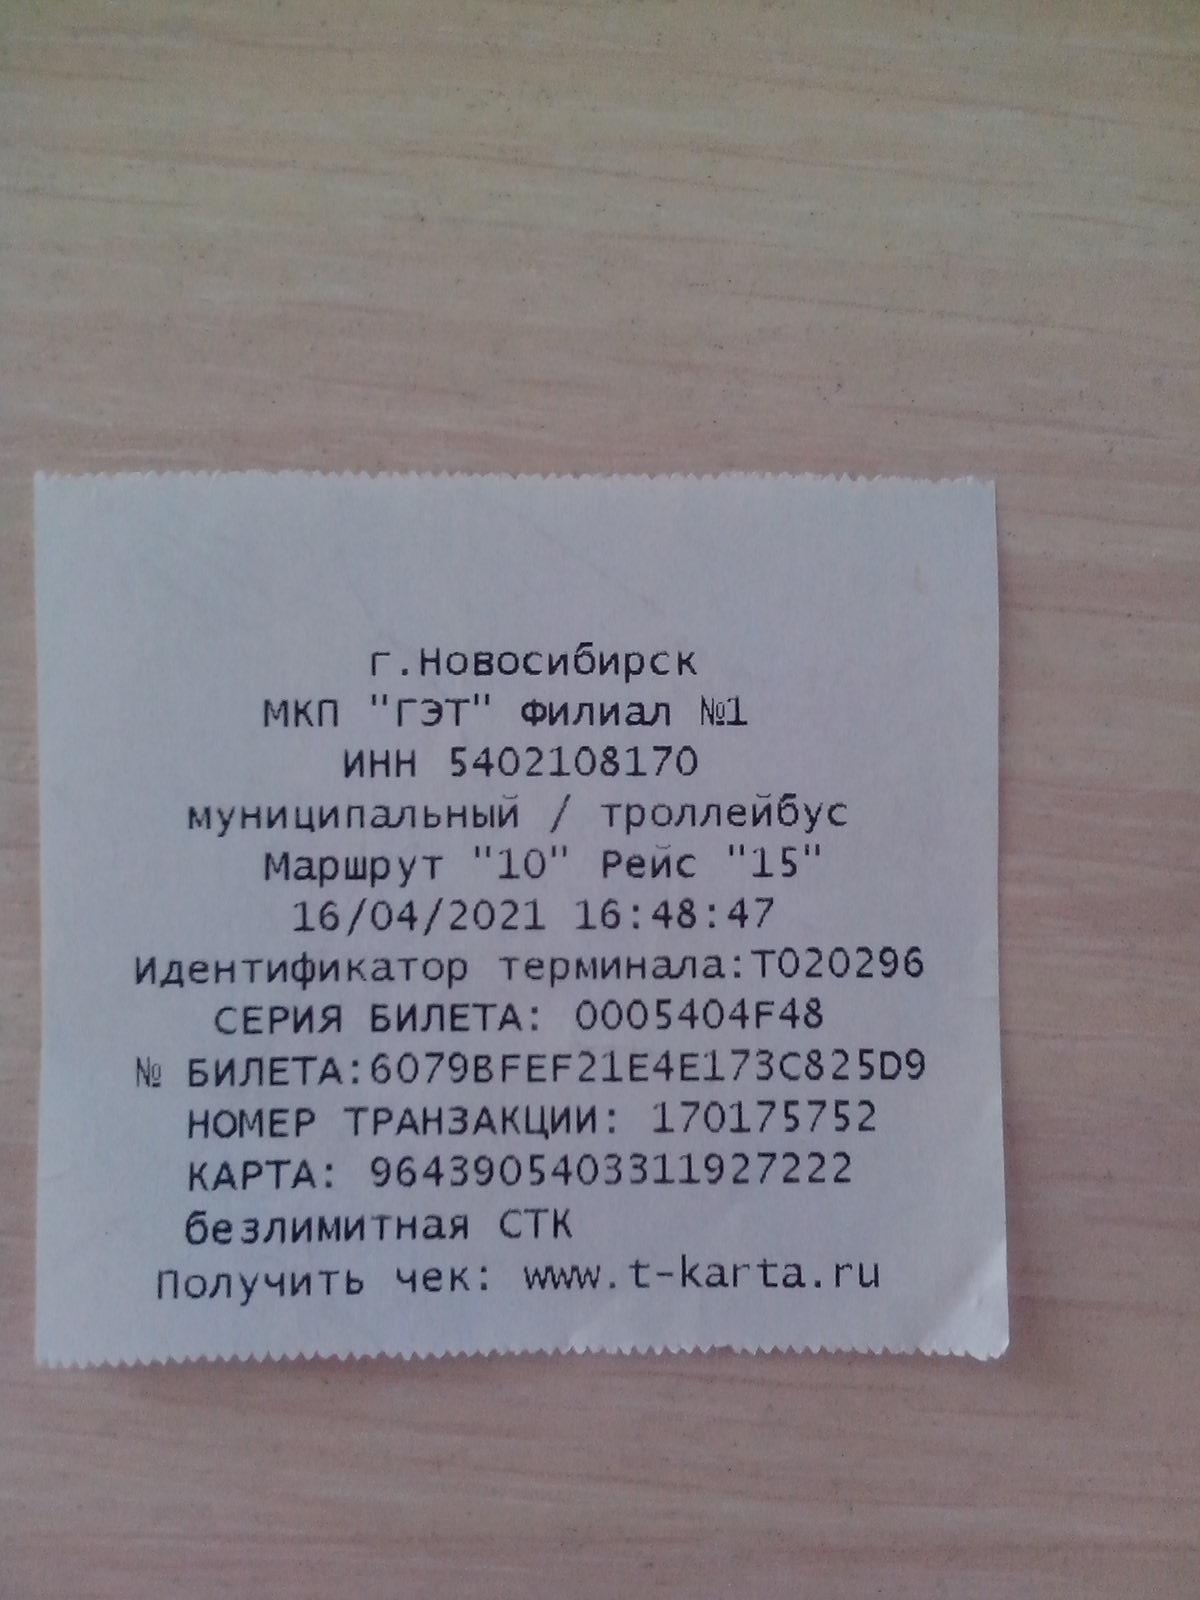 г.Новосибирск
МКП "ГЭТ" Филиал №1
ИНН 5402108170
муниципальный / троллейбус
Маршрут "10" Рейс "15"
16/04/2021 16:48:47
Идентификатор терминала:T020296
СЕРИЯ БИЛЕТА: 0005404F48
№ БИЛЕТА:6079BFEF21E4E173C825D9
НОМЕР ТРАНЗАКЦИИ: 170175752
КАРТА: 9643905403311927222
безлимитная СТК
Получить чек: www.t-karta.ru